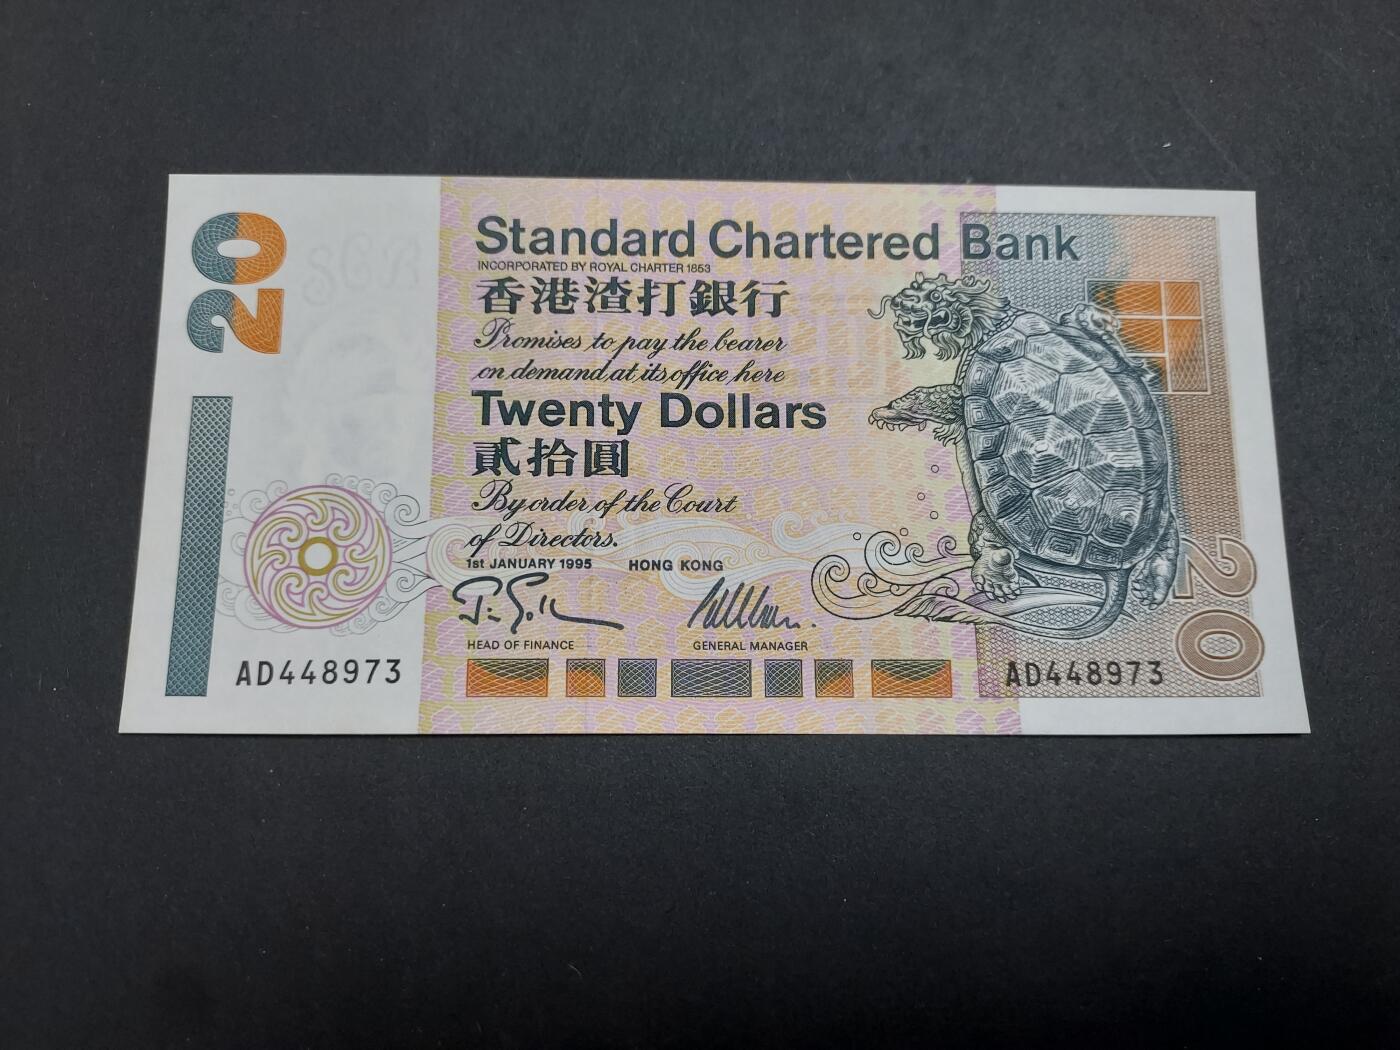 20
Standard Chartered Bank
INCORPORATED BY ROYAL CHARTER 1853
香港渣打銀行
Promises to pay the bearer
on demand at its office here
Twenty Dollars
貳拾圓
By order of the Court
of Directors.
1st JANUARY 1995 HONG KONG
HEAD OF FINANCE GENERAL MANAGER
AD448973 AD448973
20